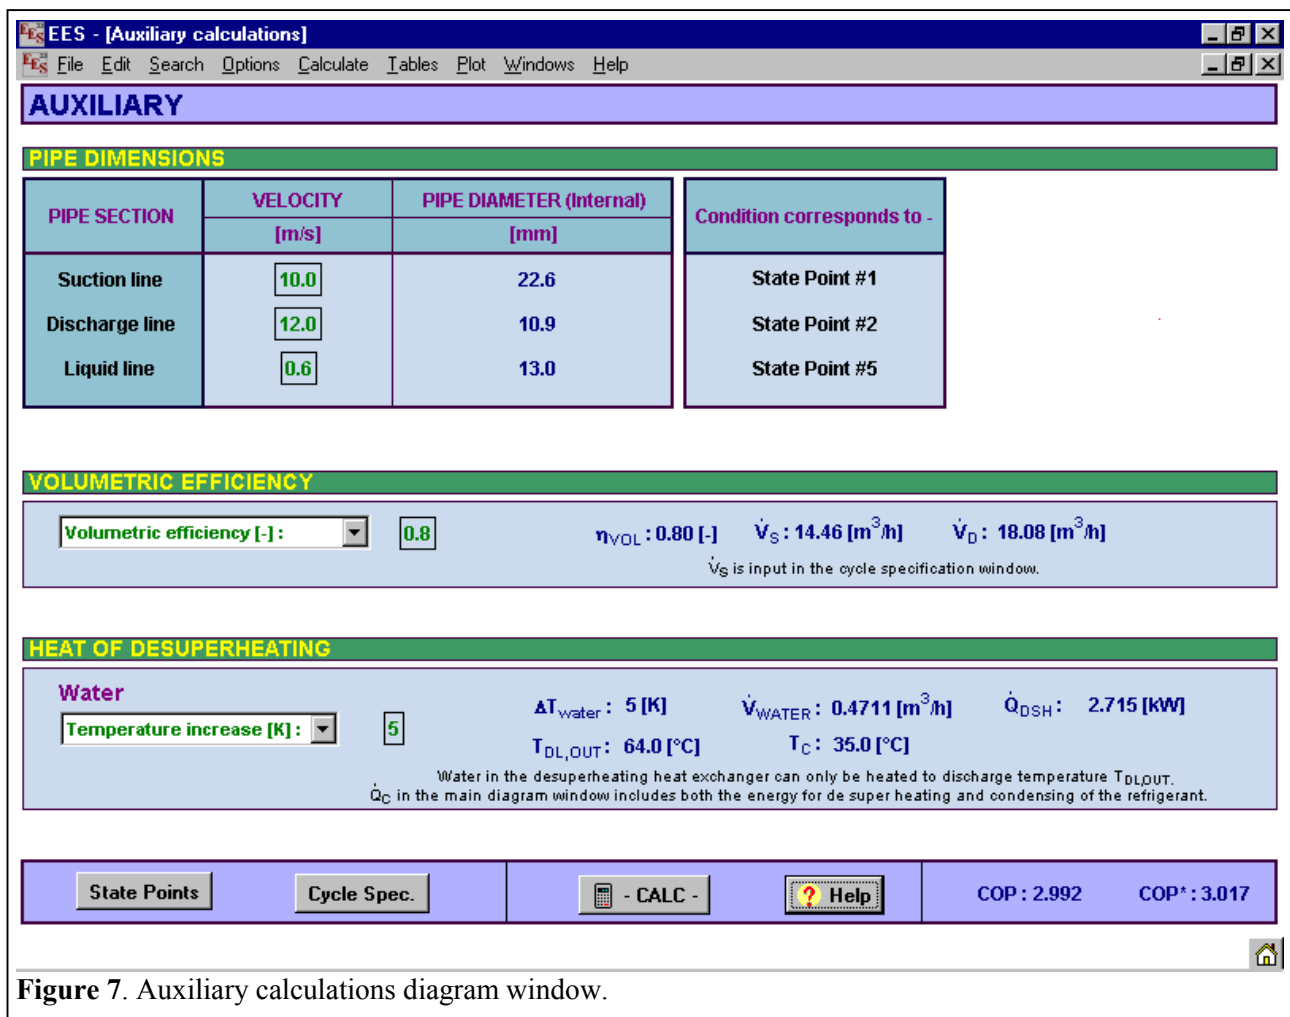 EES - [Auxiliary calculations]
File Edit Search Options Calculate Tables Plot Windows Help
AUXILIARY
PIPE DIMENSIONS
PIPE SECTION VELOCITY PIPE DIAMETER (Internal) Condition corresponds to -
[m/s] [mm]
Suction line 10.0 22.6 State Point #1
Discharge line 12.0 10.9 State Point #2
Liquid line 0.6 13.0 State Point #5
VOLUMETRIC EFFICIENCY
Volumetric efficiency [-] : 0.8 ηVOL : 0.80 [-] V̇S : 14.46 [m³/h] V̇D : 18.08 [m³/h]
V̇S is input in the cycle specification window.
HEAT OF DESUPERHEATING
Water
Temperature increase [K] : 5 ΔTwater : 5 [K] V̇WATER : 0.4711 [m³/h] Q̇DSH : 2.715 [kW]
TDL,OUT : 64.0 [°C] TC : 35.0 [°C]
Water in the desuperheating heat exchanger can only be heated to discharge temperature TDL,OUT.
Q̇C in the main diagram window includes both the energy for de super heating and condensing of the refrigerant.
State Points Cycle Spec. - CALC - ? Help COP : 2.992 COP* : 3.017
Figure 7. Auxiliary calculations diagram window.